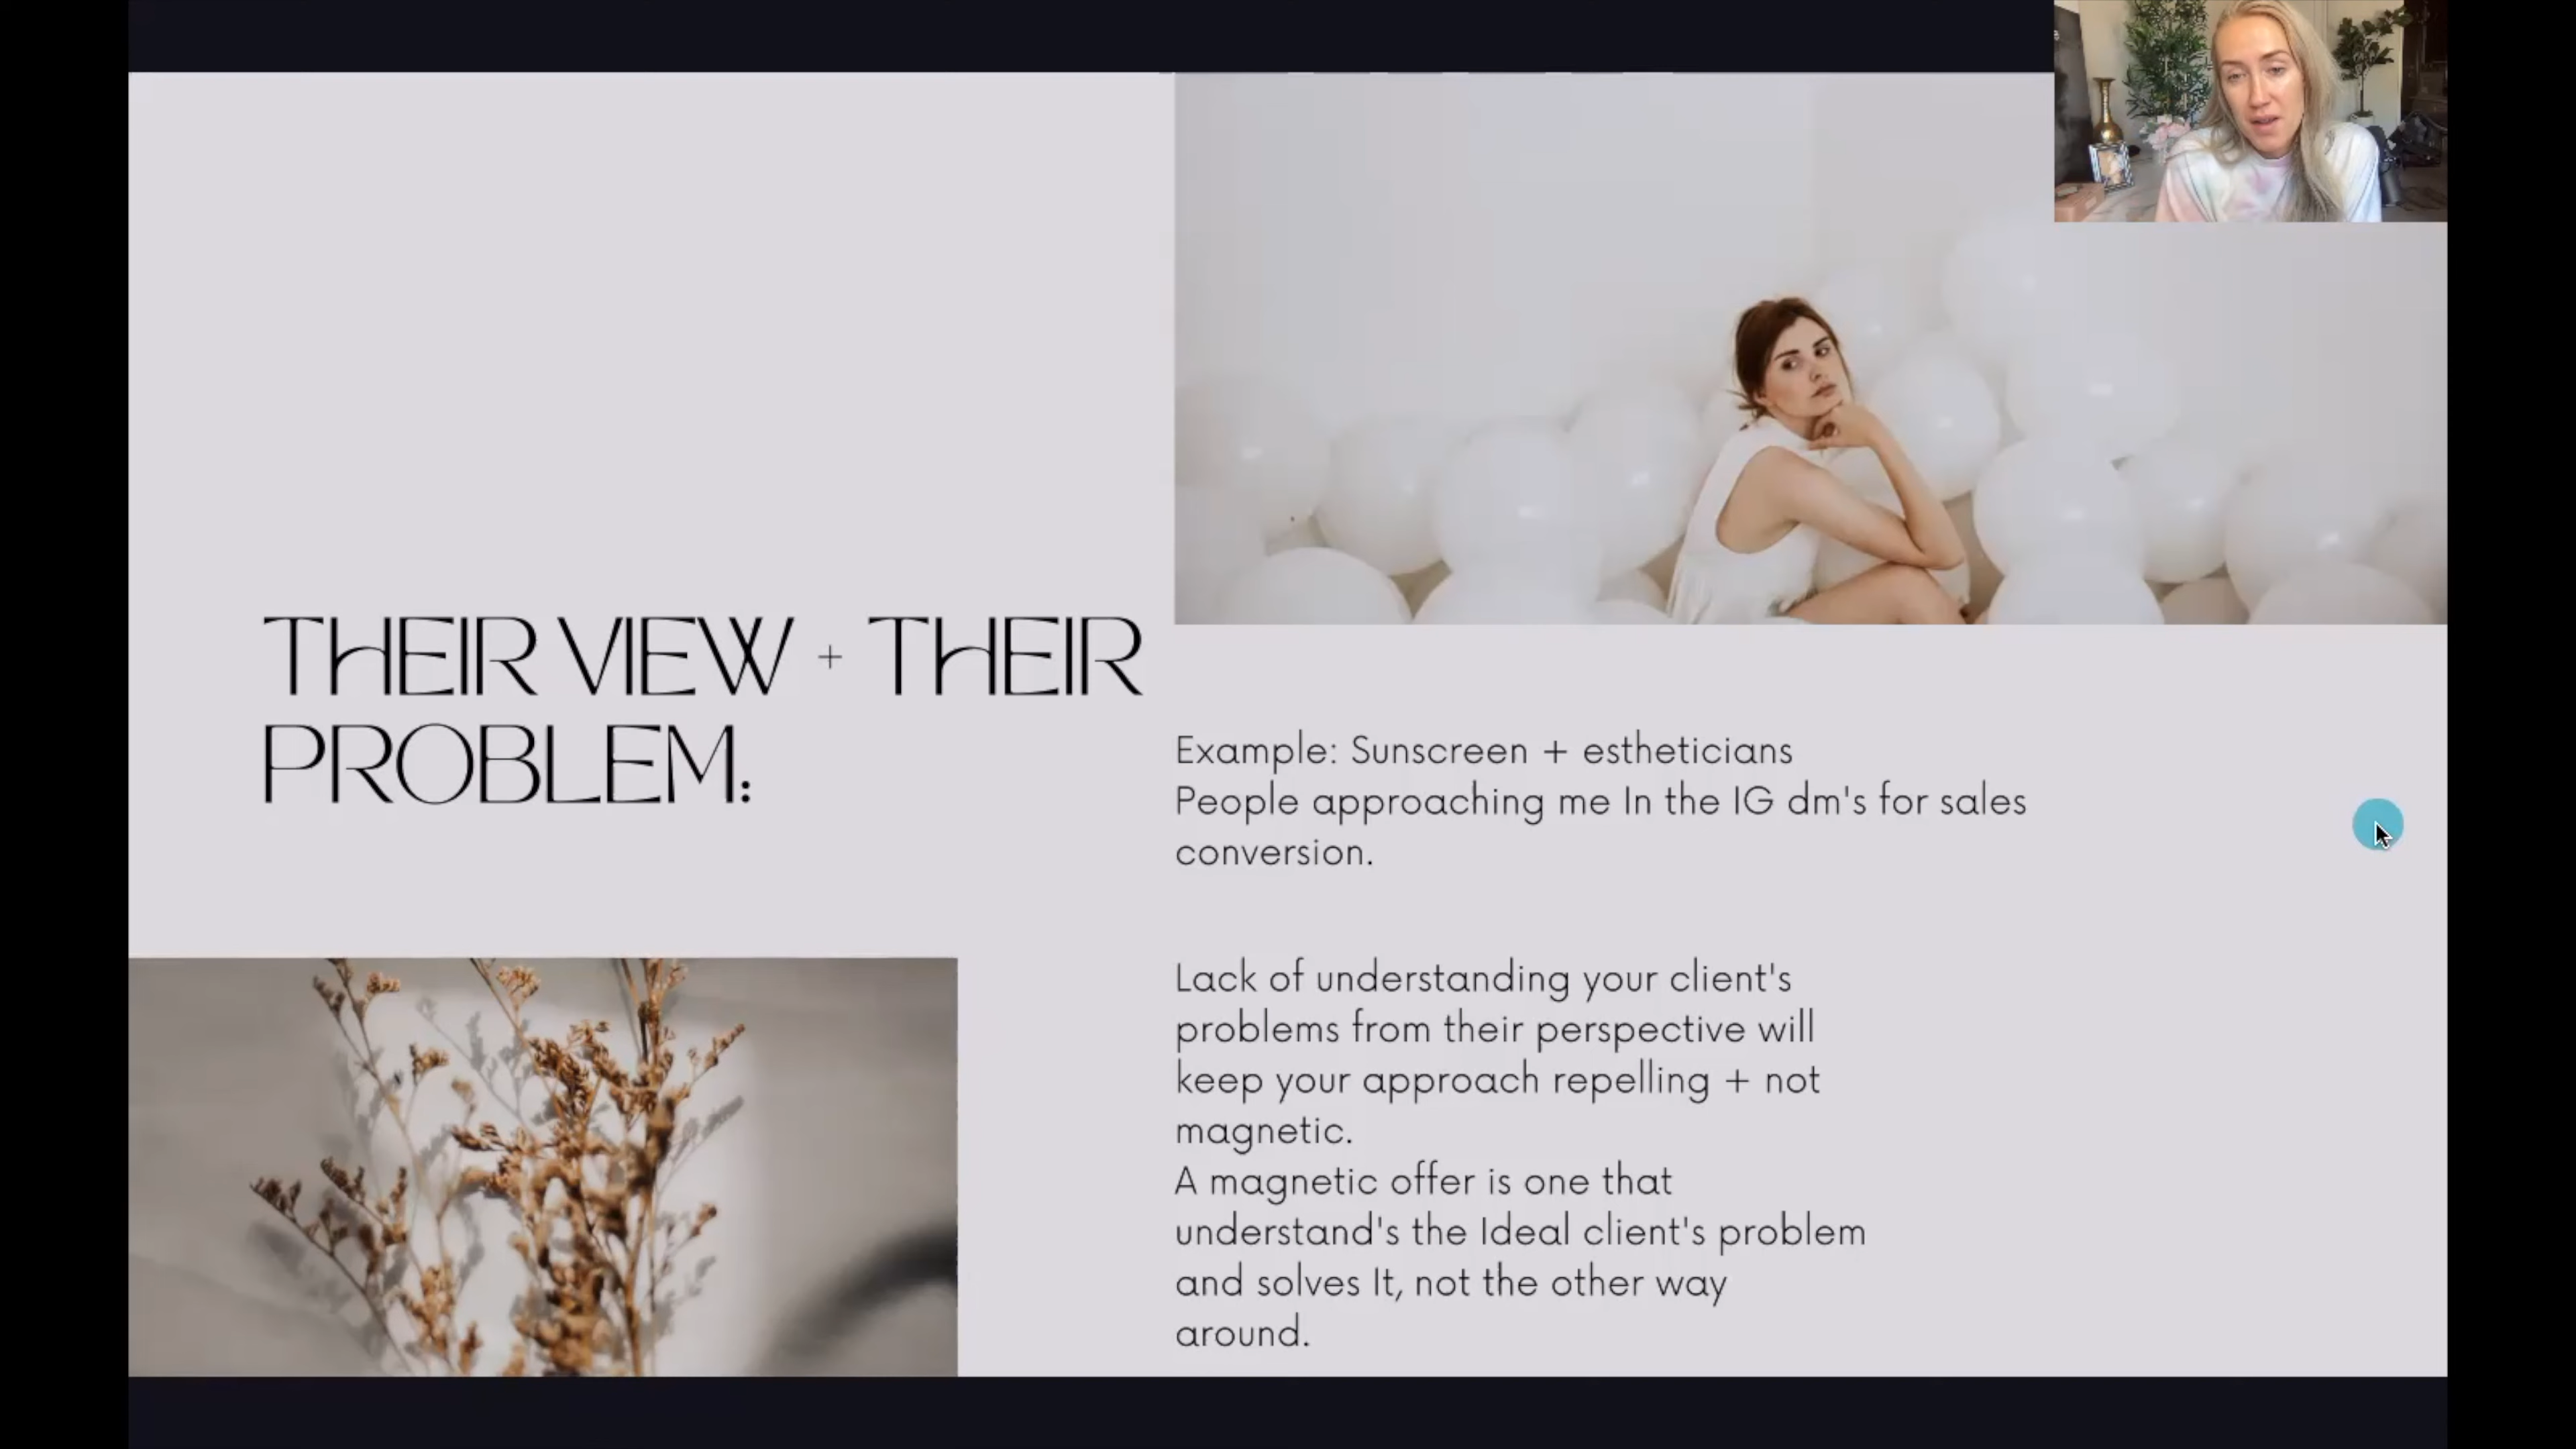 THEIR VIEW + THEIR
PROBLEM:
Example: Sunscreen + estheticians
People approaching me In the IG dm's for sales
conversion.
Lack of understanding your client's
problems from their perspective will
keep your approach repelling + not
magnetic.
A magnetic offer is one that
understand's the Ideal client's problem
and solves It, not the other way
around.